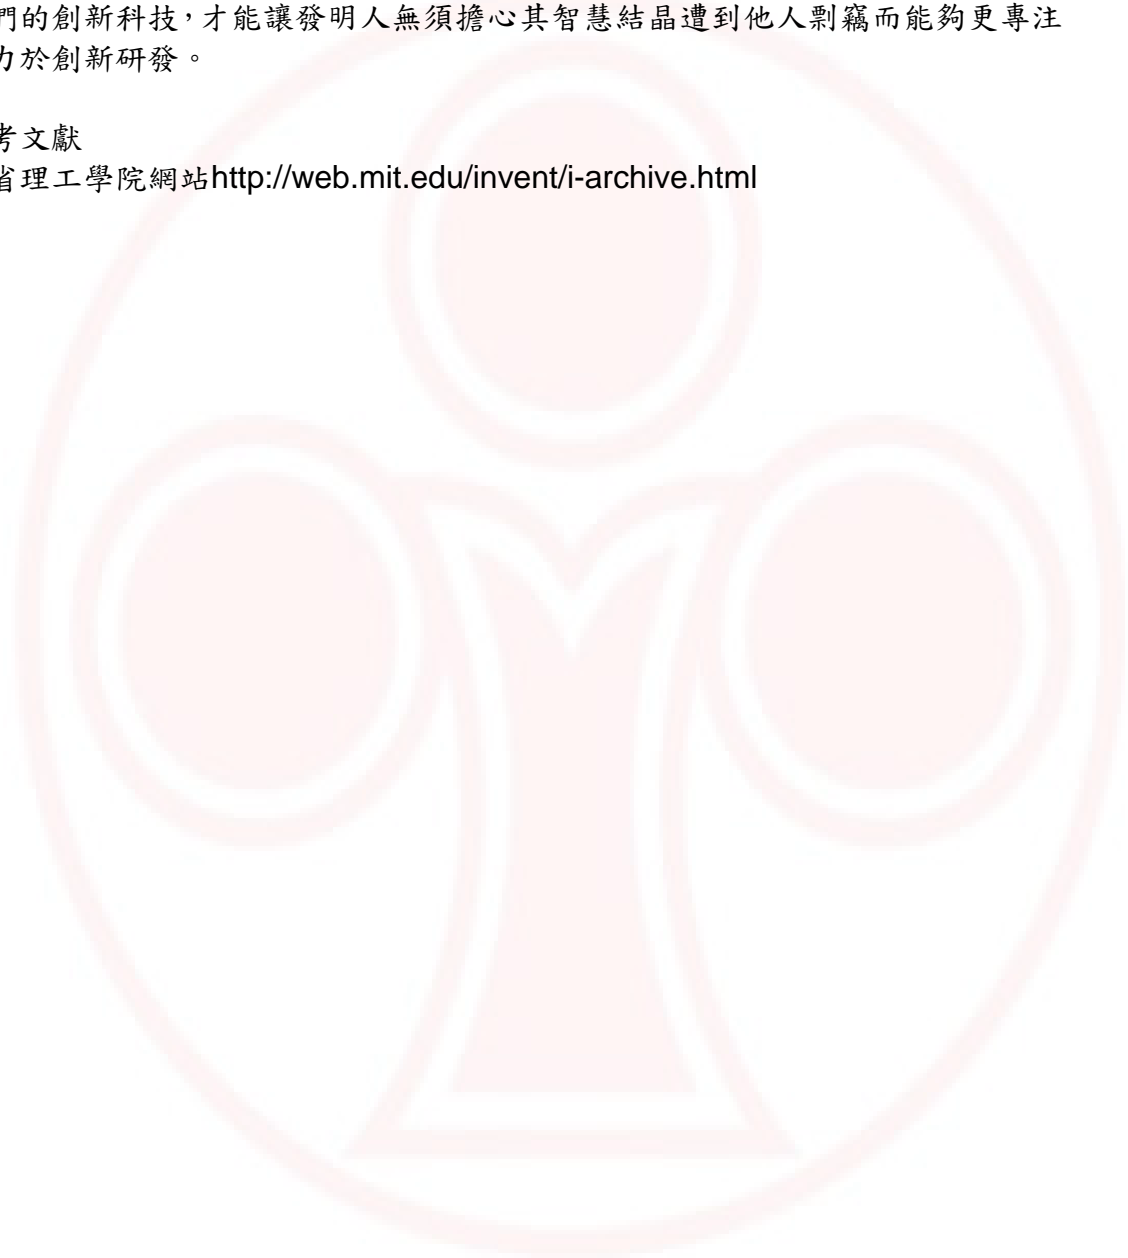 們的創新科技，才能讓發明人無須擔心其智慧結晶遭到他人剽竊而能夠更專注
力於創新研發。
考文獻
省理工學院網站http://web.mit.edu/invent/i-archive.html